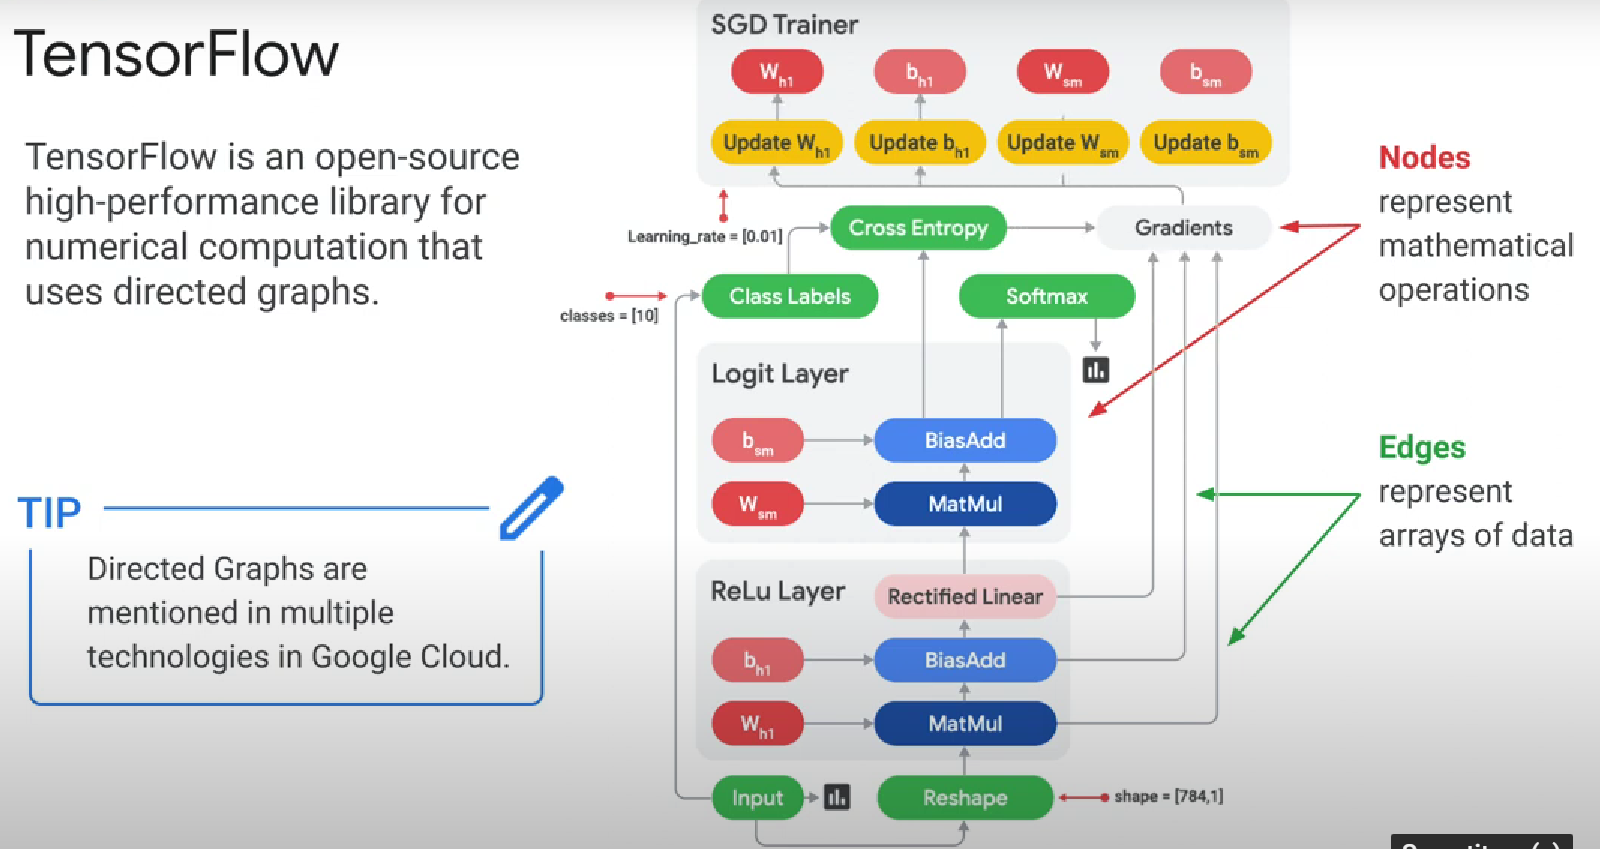 TensorFlow
TensorFlow is an open-source
high-performance library for
numerical computation that
uses directed graphs.
TIP
Directed Graphs are
mentioned in multiple
technologies in Google Cloud.
SGD Trainer
Wh1
bh1
Wsm
bsm
Update Wh1
Update bh1
Update Wsm
Update bsm
Learning_rate = [0.01]
Cross Entropy
Gradients
classes = [10]
Class Labels
Softmax
Logit Layer
bsm
BiasAdd
Wsm
MatMul
ReLu Layer
Rectified Linear
bh1
BiasAdd
Wh1
MatMul
Input
Reshape
shape = [784,1]
Nodes
represent
mathematical
operations
Edges
represent
arrays of data